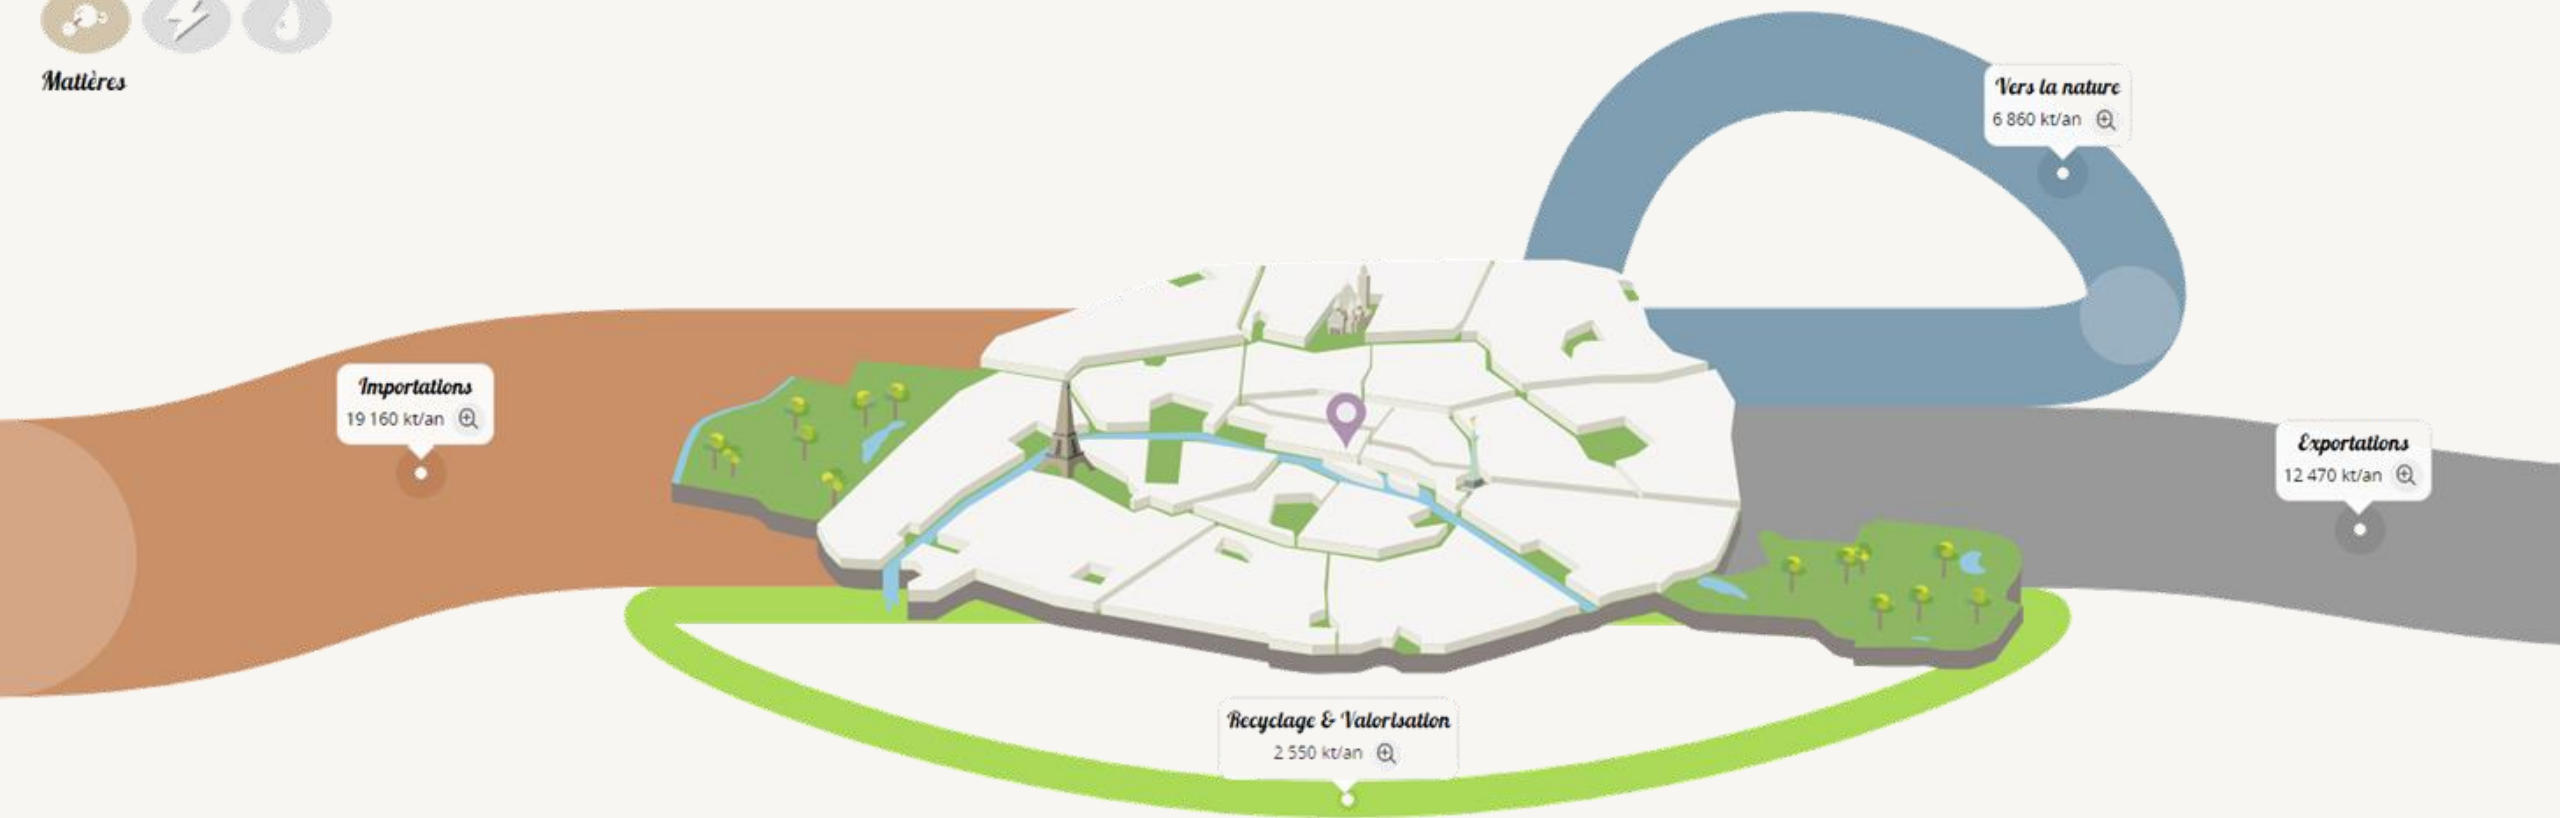 Matières
Vers la nature
6 860 kt/an
Importations
19 160 kt/an
Exportations
12 470 kt/an
Recyclage & Valorisation
2 550 kt/an